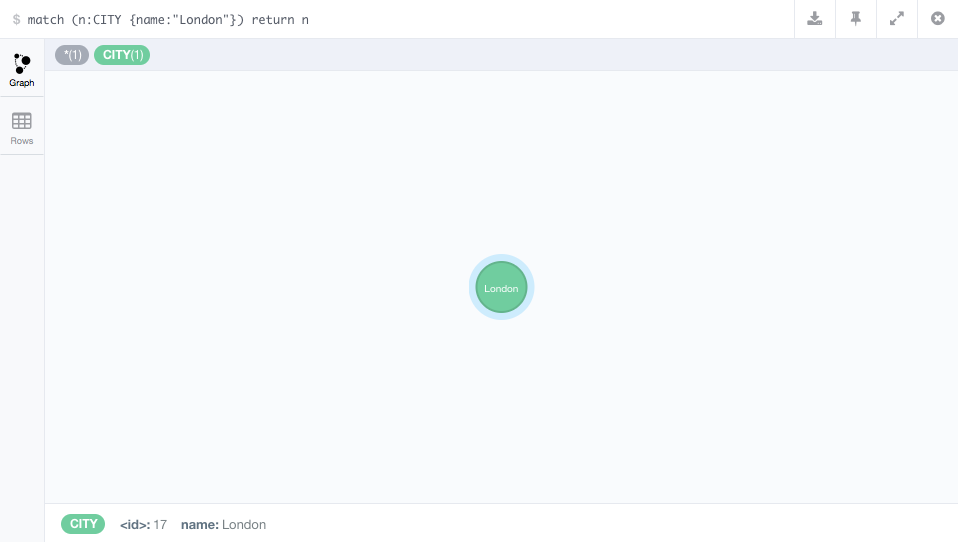 $ match (n:CITY {name:"London"}) return n
*(1) CITY(1)
Graph
Rows
London
CITY <id>: 17 name: London